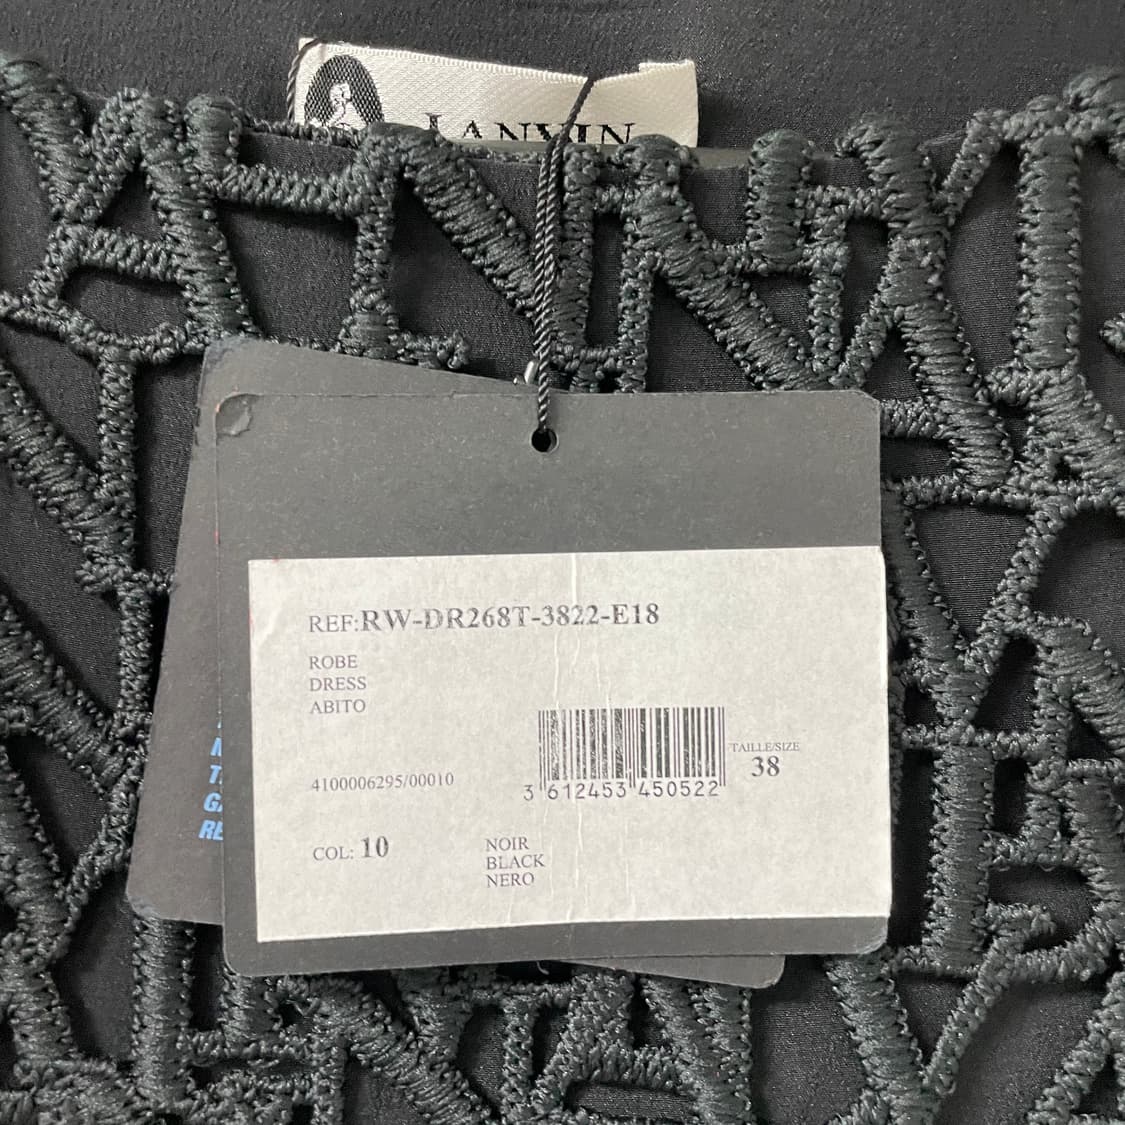 LANVIN
REF:RW-DR268T-3822-E18
ROBE
DRESS
ABITO
4100006295/00010
3 612453 450522
TAILLE/SIZE
38
COL: 10
NOIR
BLACK
NERO
RE